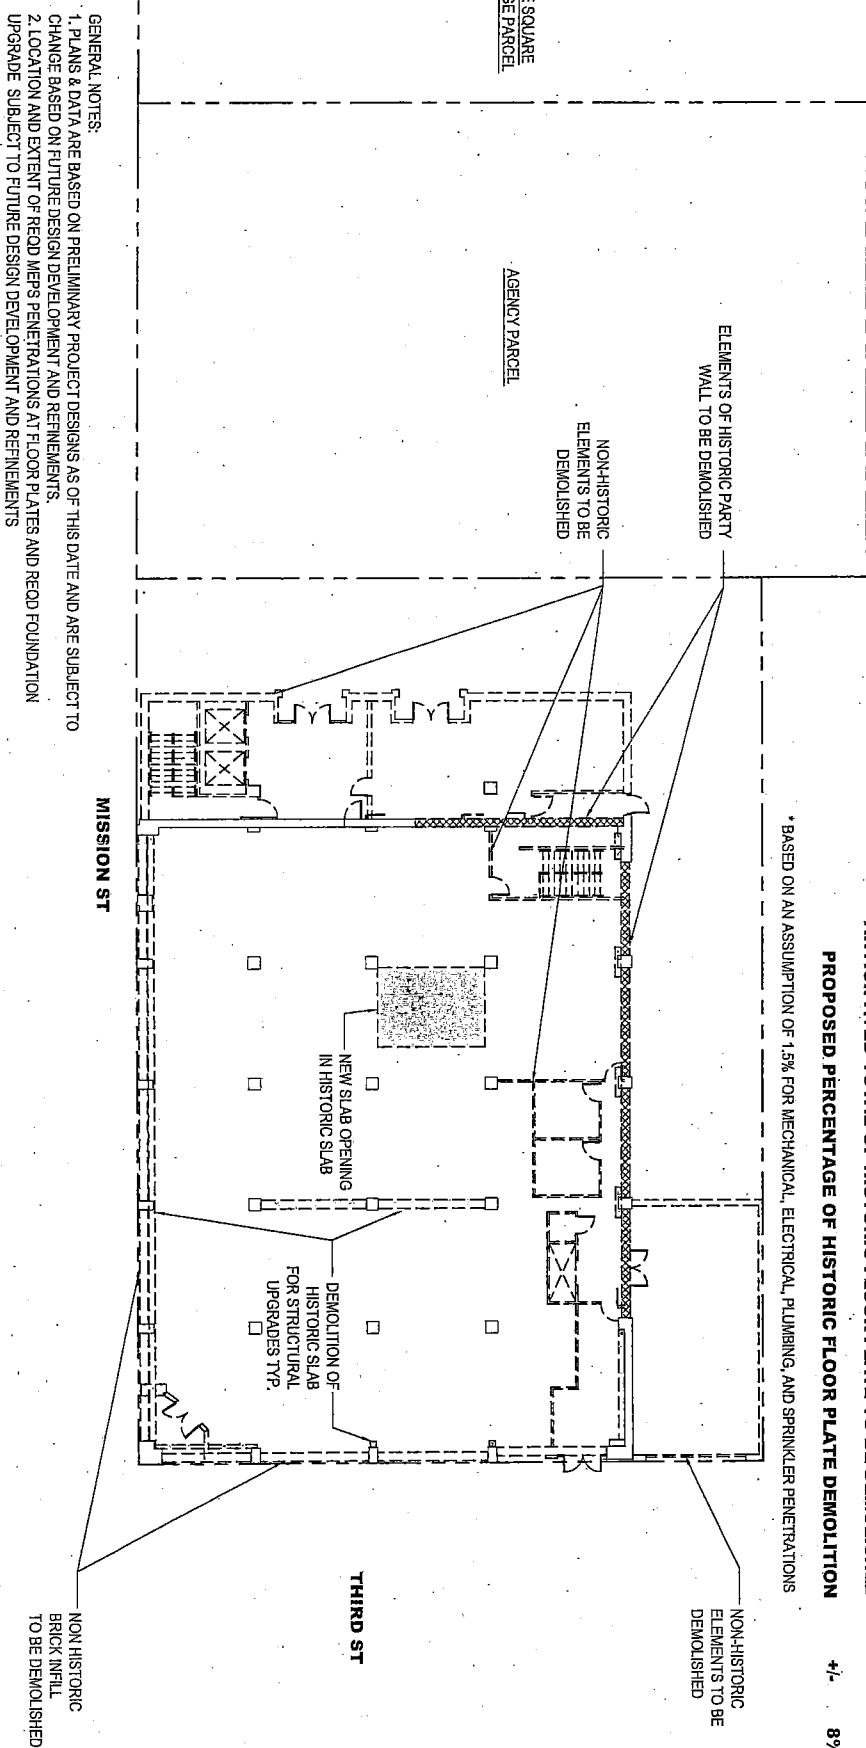 PROPOSED PERCENTAGE OF HISTORIC FLOOR PLATE DEMOLITION +/- 8%
* BASED ON AN ASSUMPTION OF 1.5% FOR MECHANICAL, ELECTRICAL, PLUMBING, AND SPRINKLER PENETRATIONS
ELEMENTS OF HISTORIC PARTY
WALL TO BE DEMOLISHED
NON-HISTORIC
ELEMENTS TO BE
DEMOLISHED
NON-HISTORIC
ELEMENTS TO BE
DEMOLISHED
SQUARE
PARCEL
AGENCY PARCEL
NEW SLAB OPENING
IN HISTORIC SLAB
DEMOLITION OF
HISTORIC SLAB
FOR STRUCTURAL
UPGRADES TYP.
THIRD ST
MISSION ST
NON HISTORIC
BRICK INFILL
TO BE DEMOLISHED
GENERAL NOTES:
1. PLANS & DATA ARE BASED ON PRELIMINARY PROJECT DESIGNS AS OF THIS DATE AND ARE SUBJECT TO
CHANGE BASED ON FUTURE DESIGN DEVELOPMENT AND REFINEMENTS.
2. LOCATION AND EXTENT OF REQD MEPS PENETRATIONS AT FLOOR PLATES AND REQD FOUNDATION
UPGRADE SUBJECT TO FUTURE DESIGN DEVELOPMENT AND REFINEMENTS